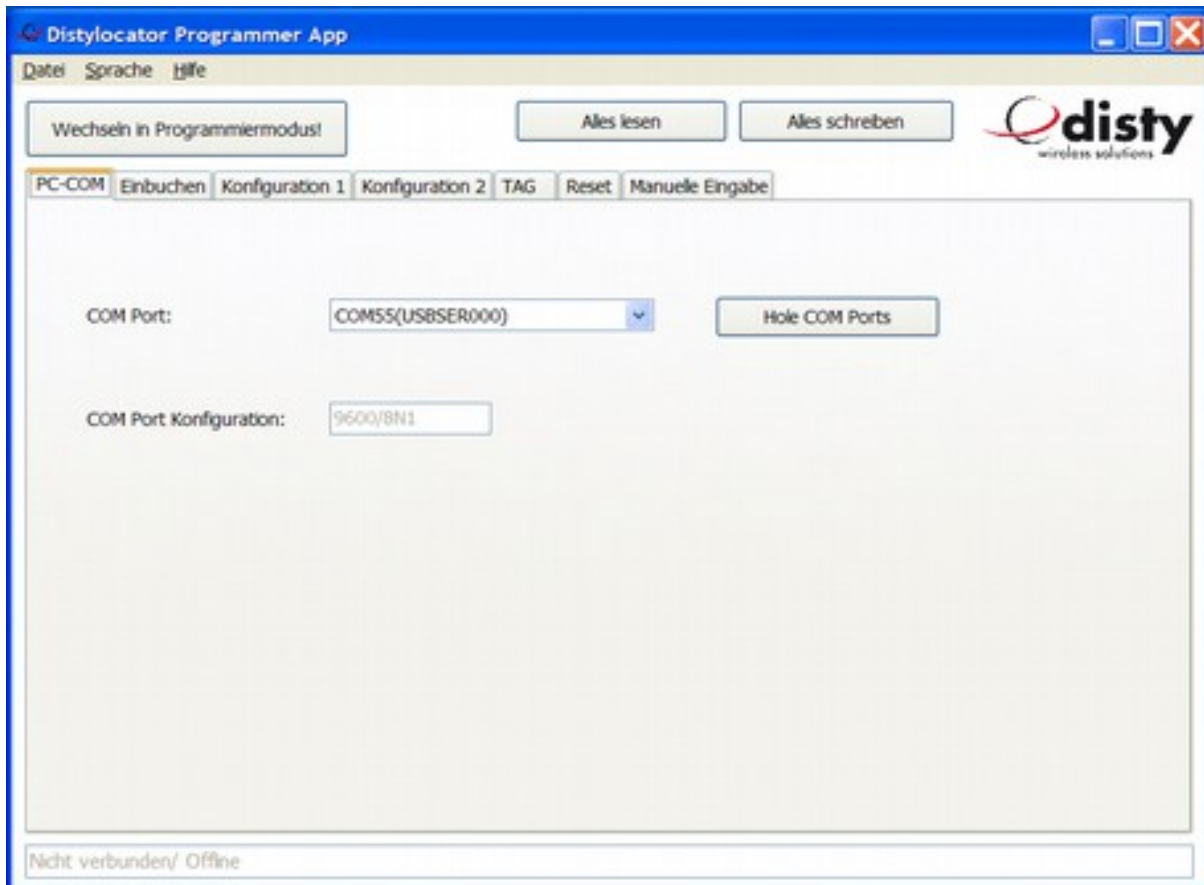 Distylocator Programmer App
Datei Sprache Hilfe
Wechseln in Programmiermodus! Alles lesen Alles schreiben
disty
wireless solutions
PC-COM Einbuchen Konfiguration 1 Konfiguration 2 TAG Reset Manuelle Eingabe
COM Port: COM55(USBSER000) Hole COM Ports
COM Port Konfiguration: 9600/8N1
Nicht verbunden/ Offline